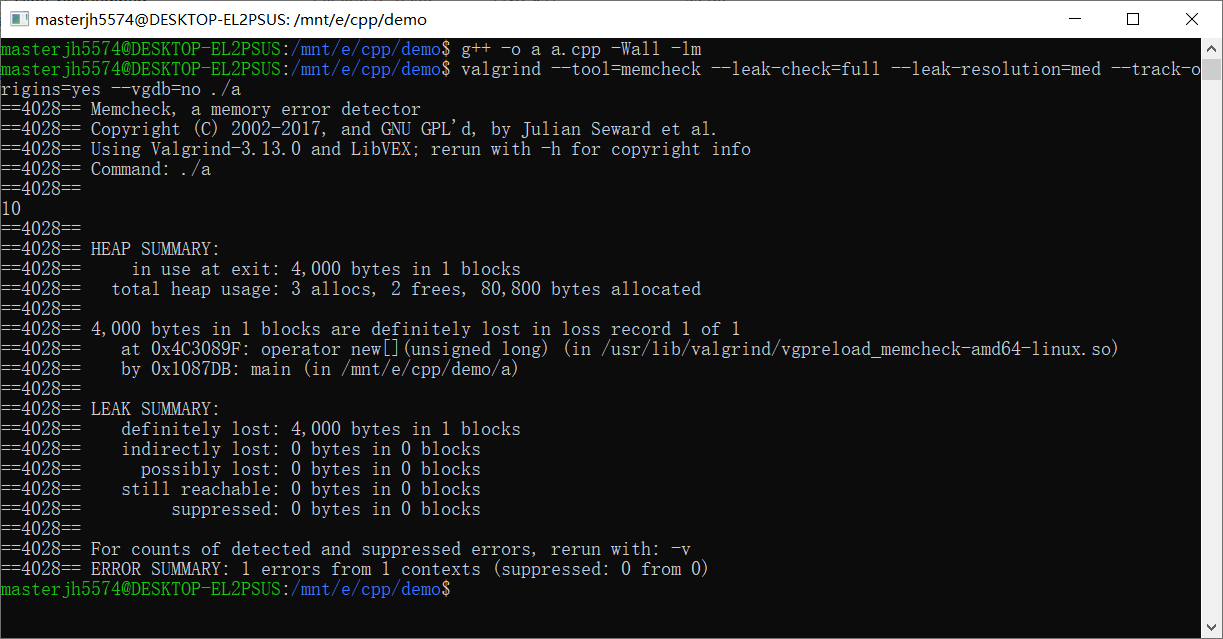 masterjh5574@DESKTOP-EL2PSUS: /mnt/e/cpp/demo
masterjh5574@DESKTOP-EL2PSUS:/mnt/e/cpp/demo$ g++ -o a a.cpp -Wall -lm
masterjh5574@DESKTOP-EL2PSUS:/mnt/e/cpp/demo$ valgrind --tool=memcheck --leak-check=full --leak-resolution=med --track-o
rigins=yes --vgdb=no ./a
==4028== Memcheck, a memory error detector
==4028== Copyright (C) 2002-2017, and GNU GPL'd, by Julian Seward et al.
==4028== Using Valgrind-3.13.0 and LibVEX; rerun with -h for copyright info
==4028== Command: ./a
==4028==
10
==4028==
==4028== HEAP SUMMARY:
==4028==     in use at exit: 4,000 bytes in 1 blocks
==4028==   total heap usage: 3 allocs, 2 frees, 80,800 bytes allocated
==4028==
==4028== 4,000 bytes in 1 blocks are definitely lost in loss record 1 of 1
==4028==    at 0x4C3089F: operator new[](unsigned long) (in /usr/lib/valgrind/vgpreload_memcheck-amd64-linux.so)
==4028==    by 0x1087DB: main (in /mnt/e/cpp/demo/a)
==4028==
==4028== LEAK SUMMARY:
==4028==    definitely lost: 4,000 bytes in 1 blocks
==4028==    indirectly lost: 0 bytes in 0 blocks
==4028==      possibly lost: 0 bytes in 0 blocks
==4028==    still reachable: 0 bytes in 0 blocks
==4028==         suppressed: 0 bytes in 0 blocks
==4028==
==4028== For counts of detected and suppressed errors, rerun with: -v
==4028== ERROR SUMMARY: 1 errors from 1 contexts (suppressed: 0 from 0)
masterjh5574@DESKTOP-EL2PSUS:/mnt/e/cpp/demo$